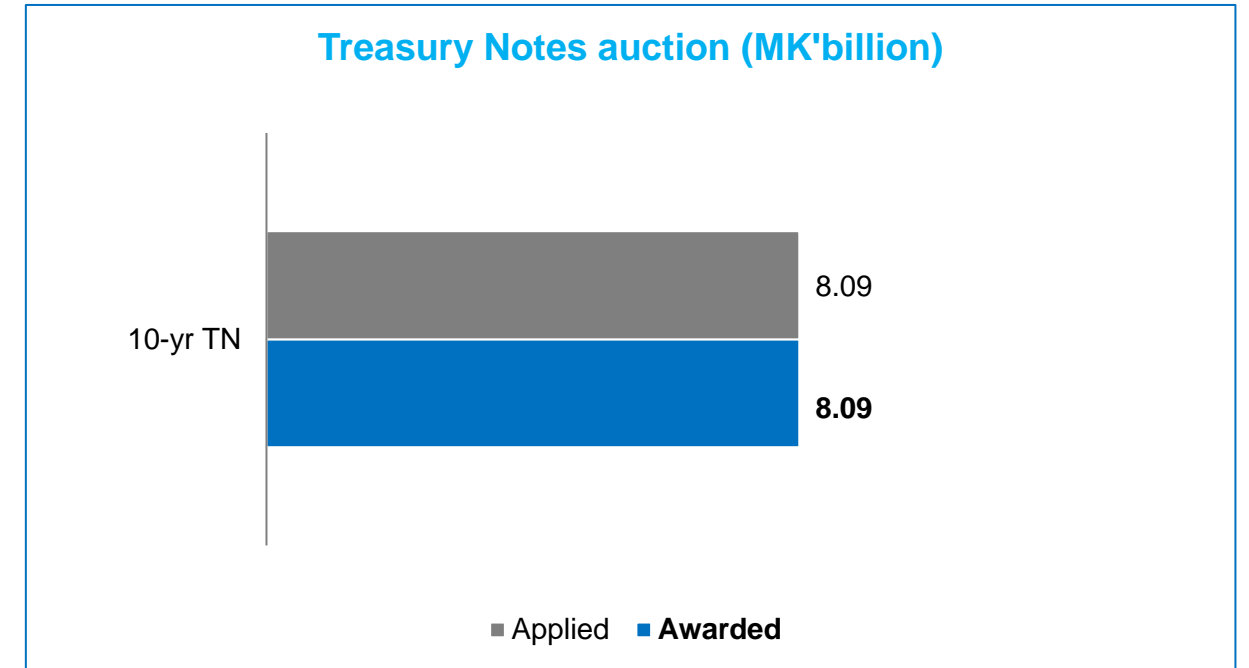 Treasury Notes auction (MK'billion)
8.09
10-yr TN
8.09
Applied Awarded